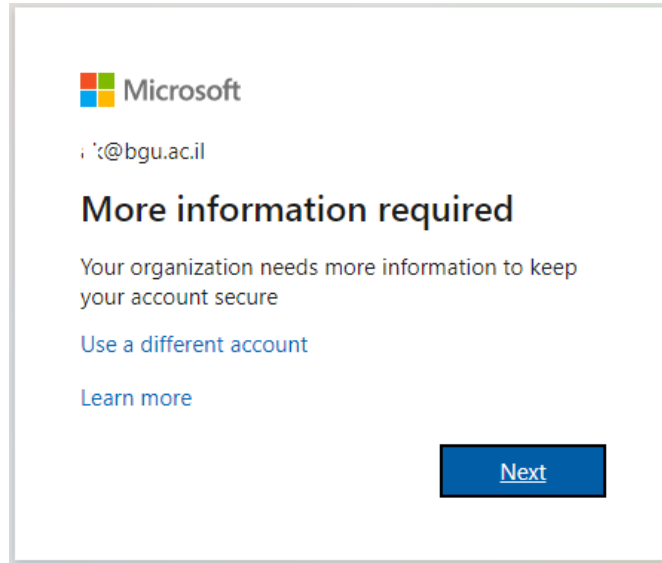 Microsoft
@bgu.ac.il
More information required
Your organization needs more information to keep
your account secure
Use a different account
Learn more
Next